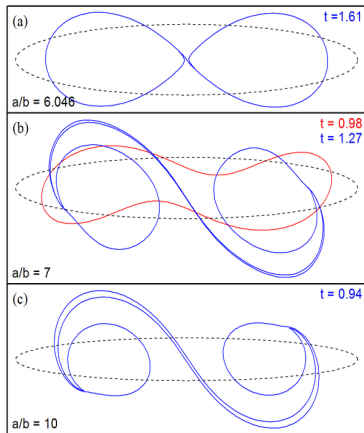 (a)
t =1.61
a/b = 6.046
(b)
t = 0.98
t = 1.27
a/b = 7
(c)
t = 0.94
a/b = 10